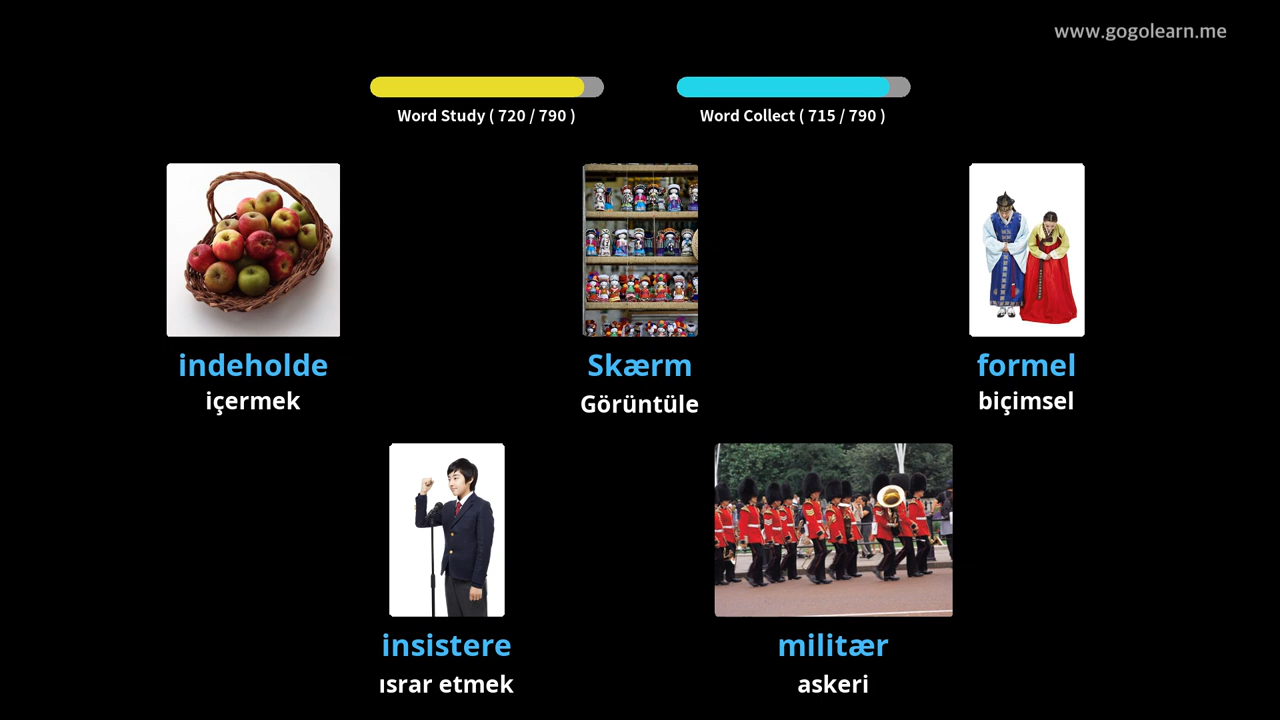 www.gogolearn.me
Word Study ( 720 / 790 )
Word Collect ( 715 / 790 )
indeholde
içermek
Skærm
Görüntüle
formel
biçimsel
insistere
ısrar etmek
militær
askeri